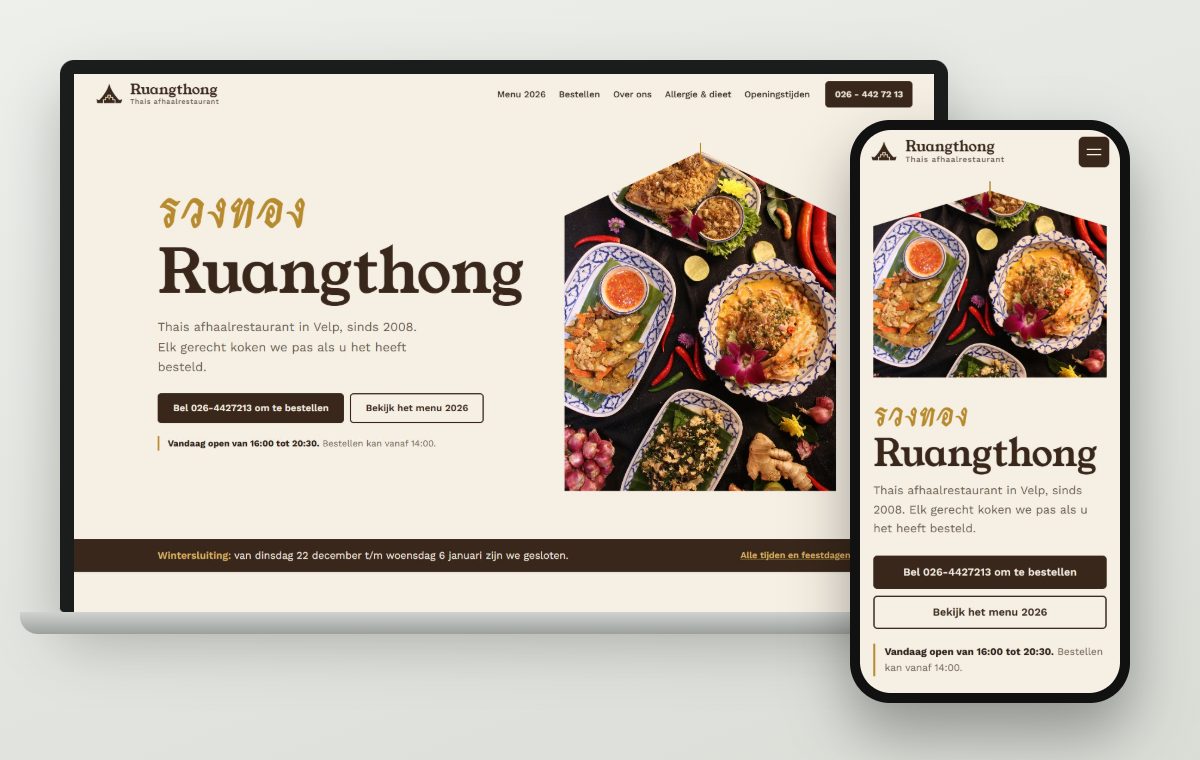 Ruangthong
Thais afhaalrestaurant
Menu 2026
Bestellen
Over ons
Allergie & dieet
Openingstijden
026 - 442 72 13
รวงทอง
Ruangthong
Thais afhaalrestaurant in Velp, sinds 2008.
Elk gerecht koken we pas als u het heeft
besteld.
Bel 026-4427213 om te bestellen
Bekijk het menu 2026
Vandaag open van 16:00 tot 20:30. Bestellen kan vanaf 14:00.
Wintersluiting: van dinsdag 22 december t/m woensdag 6 januari zijn we gesloten.
Alle tijden en feestdagen
Ruangthong
Thais afhaalrestaurant
รวงทอง
Ruangthong
Thais afhaalrestaurant in Velp, sinds
2008. Elk gerecht koken we pas als u
het heeft besteld.
Bel 026-4427213 om te bestellen
Bekijk het menu 2026
Vandaag open van 16:00 tot 20:30. Bestellen
kan vanaf 14:00.